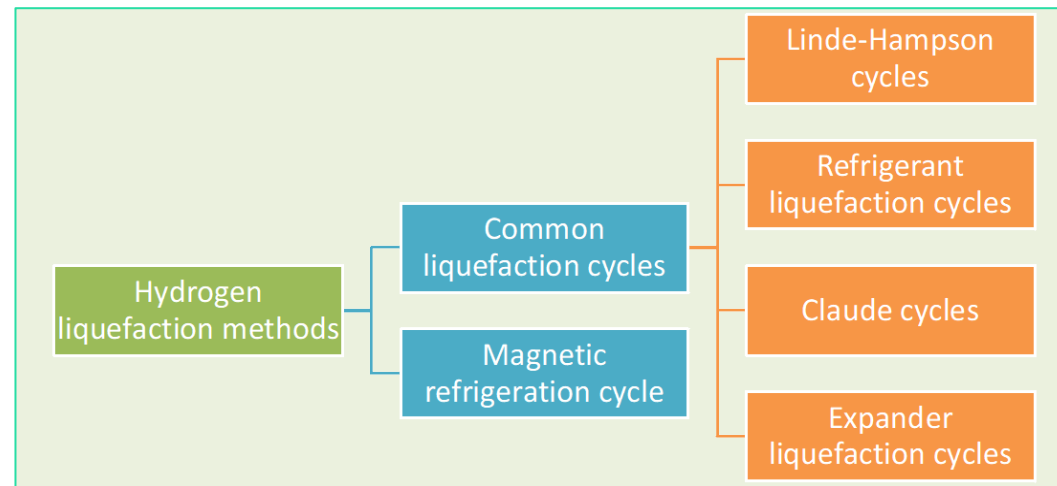 Hydrogen
liquefaction methods
Common
liquefaction cycles
Magnetic
refrigeration cycle
Linde-Hampson
cycles
Refrigerant
liquefaction cycles
Claude cycles
Expander
liquefaction cycles